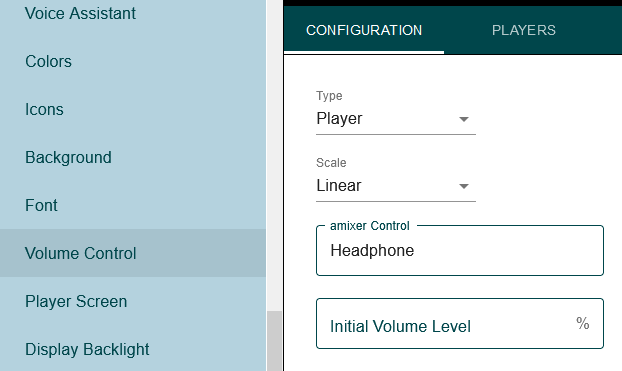 Voice Assistant
Colors
Icons
Background
Font
Volume Control
Player Screen
Display Backlight
CONFIGURATION PLAYERS
Type
Player
Scale
Linear
amixer Control
Headphone
Initial Volume Level %